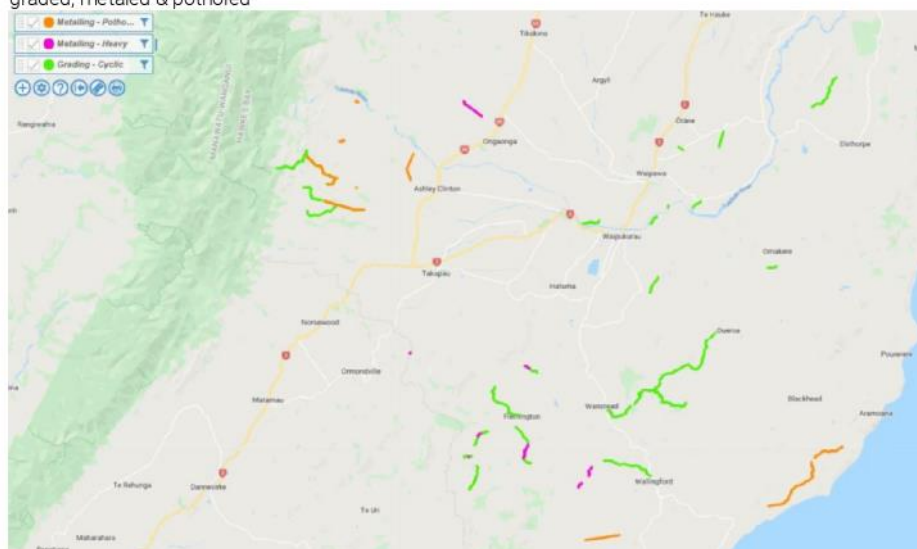 graded, metaled & potholed
Metalling - Potho...
Metalling - Heavy
Grading - Cyclic
MANAWATU-WANGANUI
HAWKE'S BAY
Tikokino
Te Hauke
Argyll
Otane
Elsthorpe
Rangiwahia
Ongaonga
Ashley Clinton
Waipawa
Waipukurau
Takapau
Hatuma
Omakere
Norsewood
Ormondville
Matamau
Flemington
Wanstead
Blackhead
Aramoana
Te Rehunga
Dannevirke
Te Uri
Wallingford
Maharahara